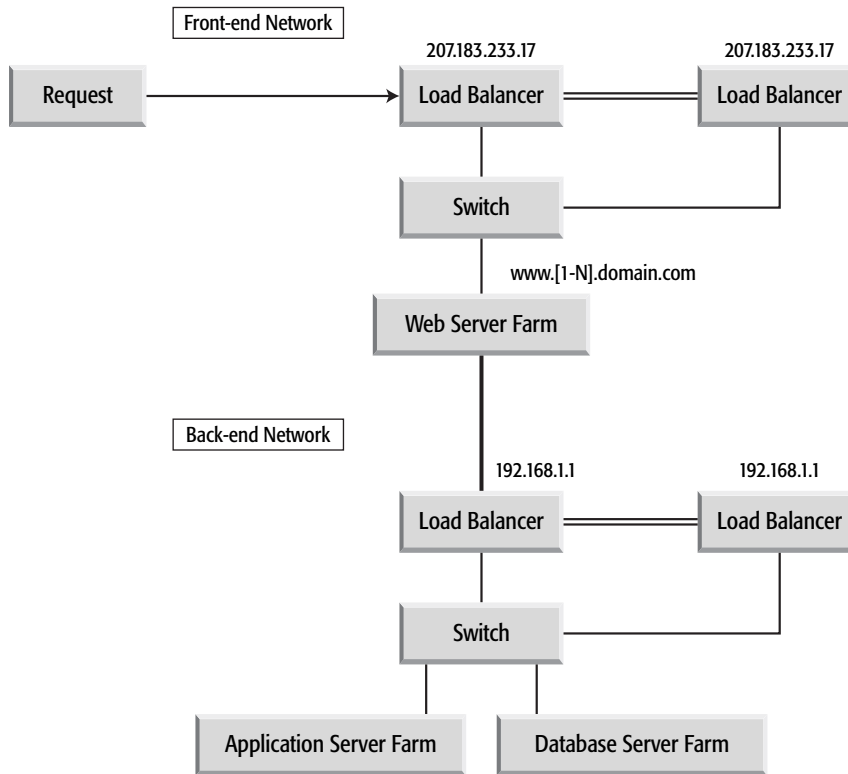 Front-end Network
207.183.233.17
207.183.233.17
Request
Load Balancer
Load Balancer
Switch
www.[1-N].domain.com
Web Server Farm
Back-end Network
192.168.1.1
192.168.1.1
Load Balancer
Load Balancer
Switch
Application Server Farm
Database Server Farm